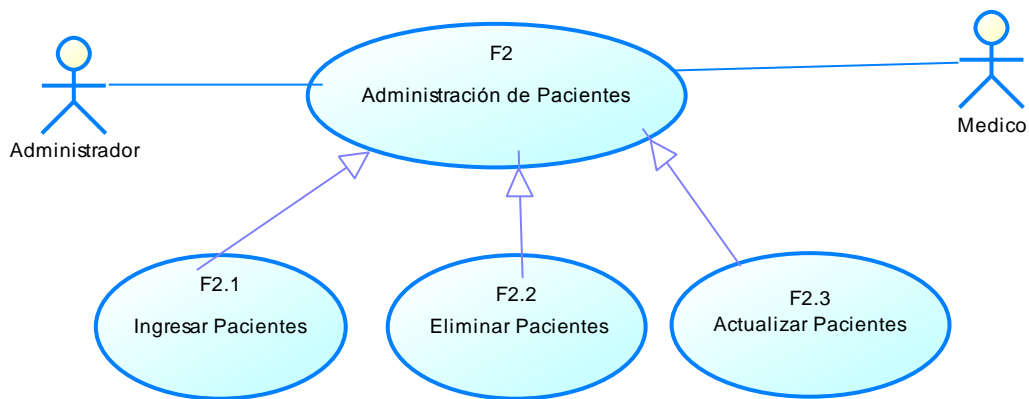 F2
Administración de Pacientes
Administrador
Medico
F2.1
Ingresar Pacientes
F2.2
Eliminar Pacientes
F2.3
Actualizar Pacientes